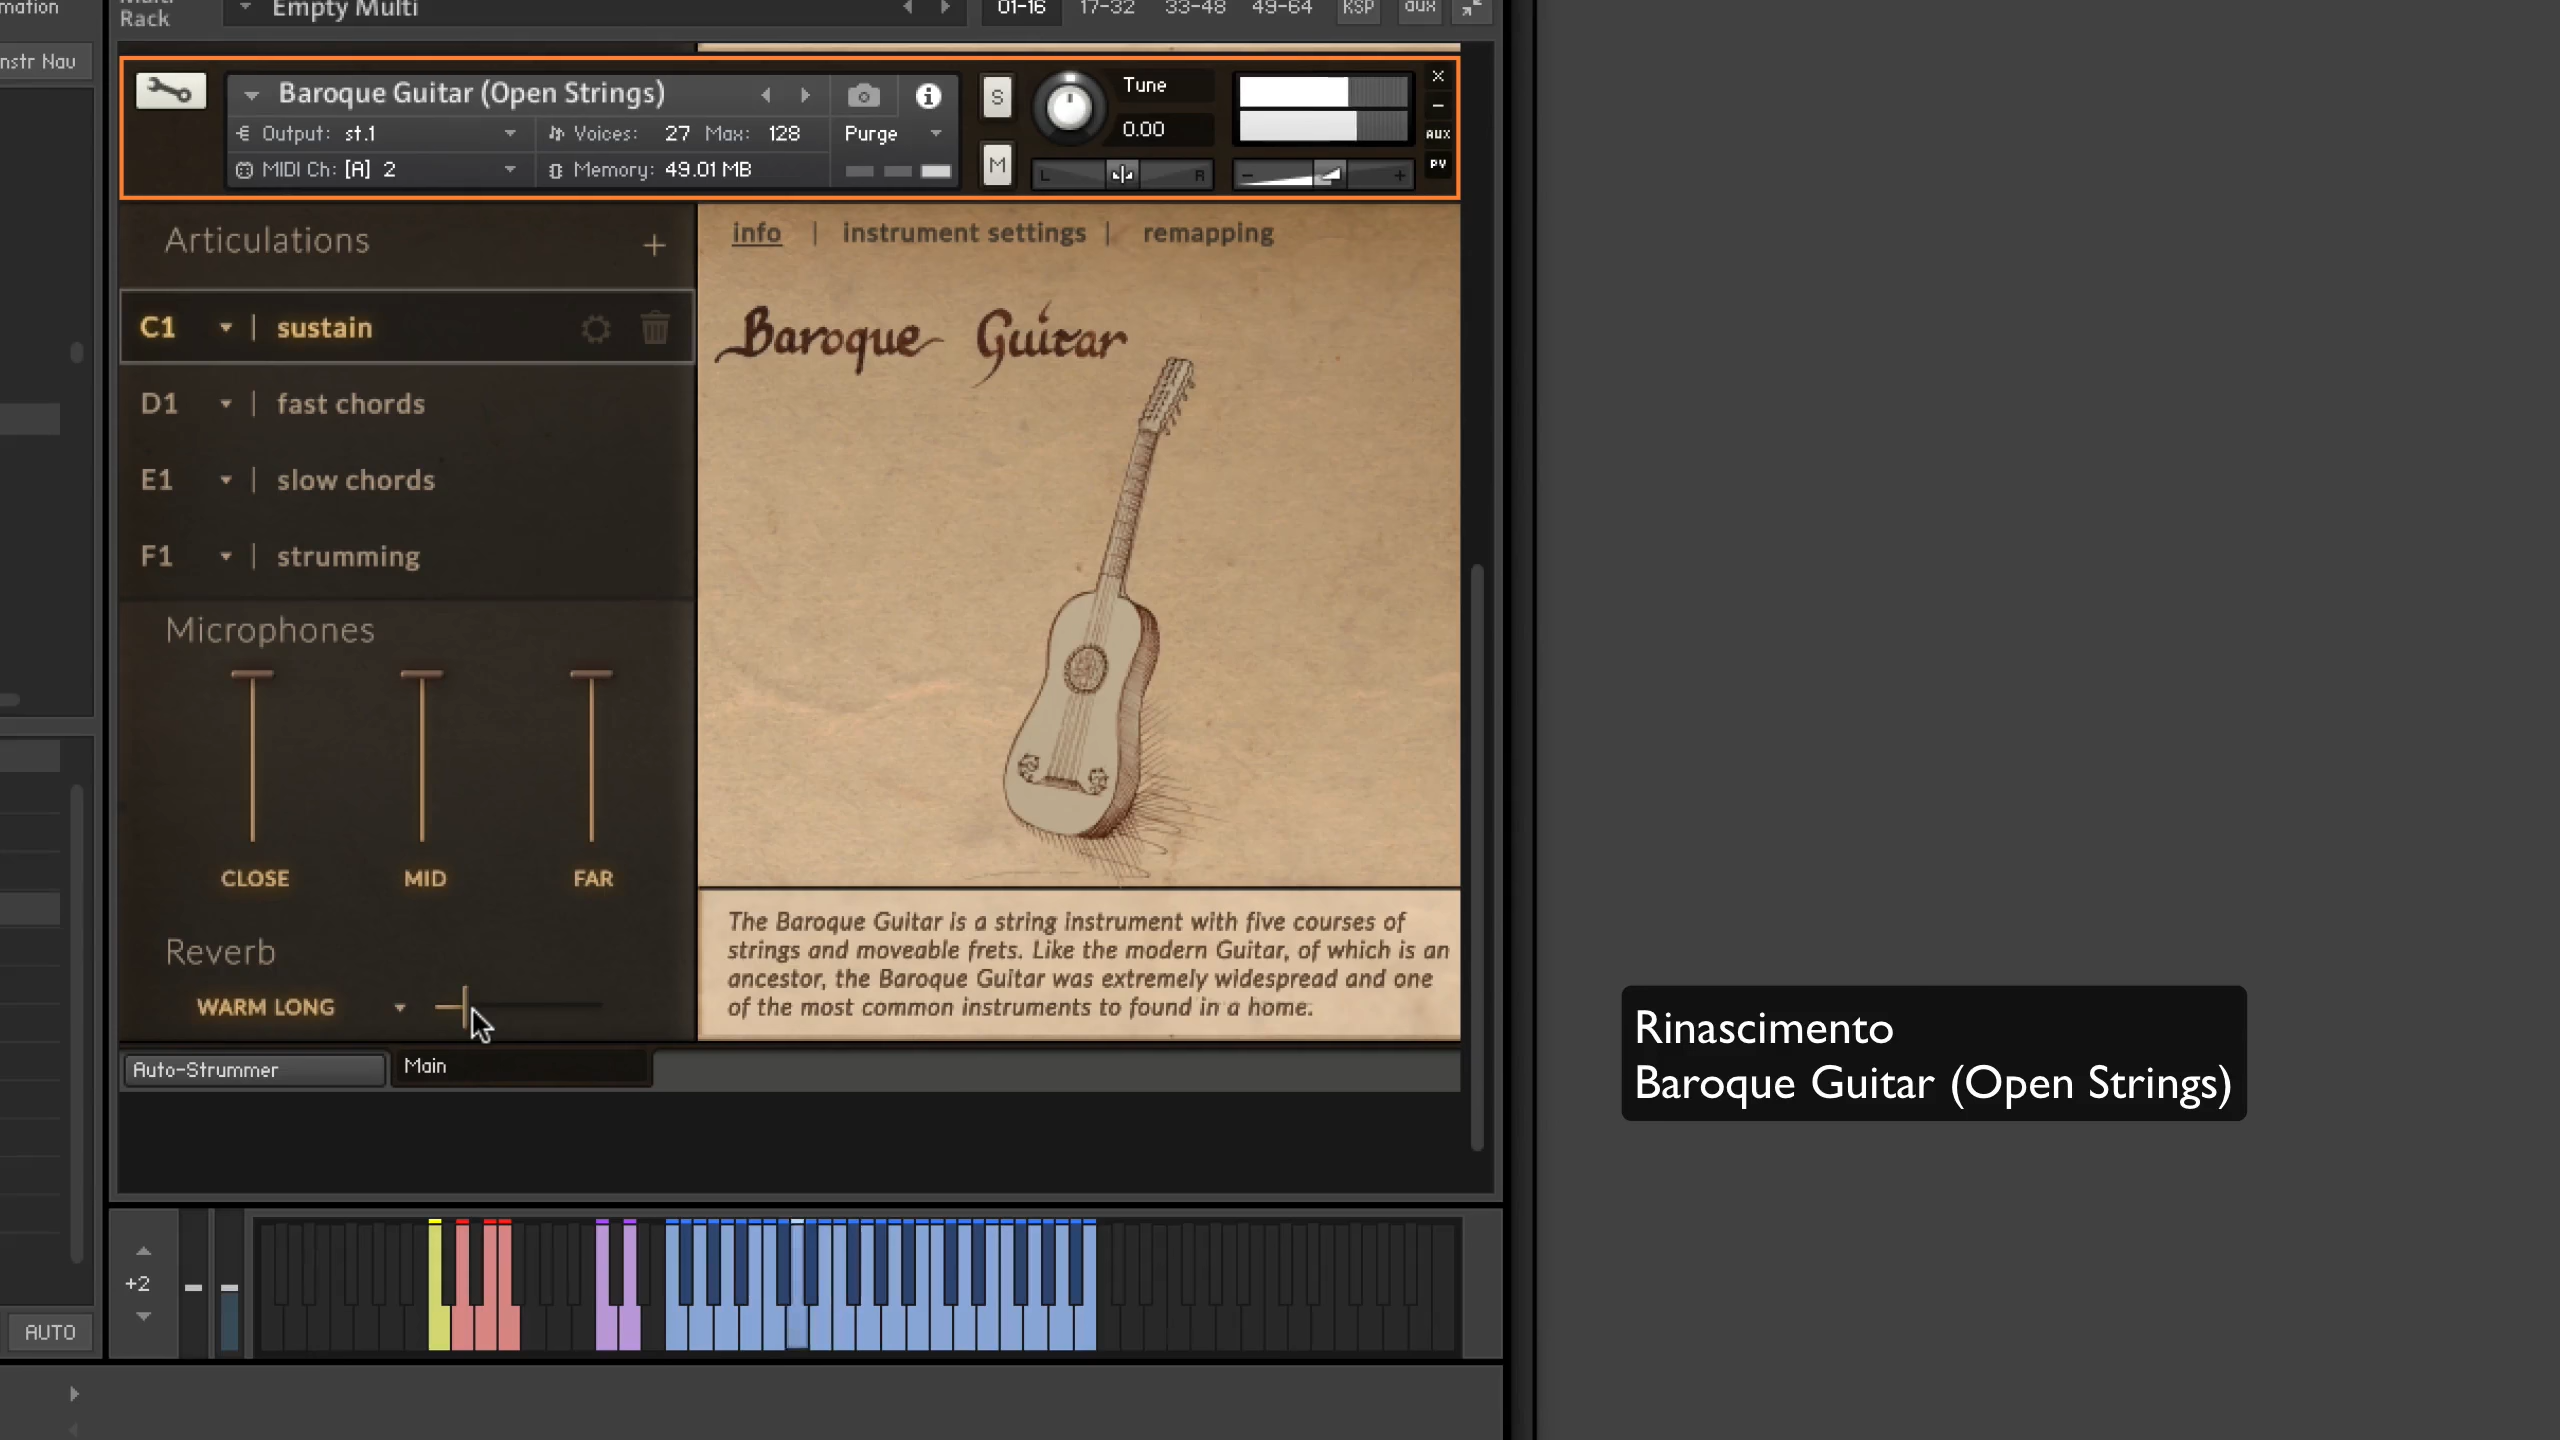 mation
Rack
Empty Multi
01-16
17-32
33-48
49-64
KSP
aux
nstr Nav
Baroque Guitar (Open Strings)
Output: st.1
Voices: 27 Max: 128
Purge
MIDI Ch: [A] 2
Memory: 49.01 MB
S
M
Tune
0.00
L
R
AUX
PV
Articulations
C1 | sustain
D1 | fast chords
E1 | slow chords
F1 | strumming
Microphones
CLOSE
MID
FAR
Reverb
WARM LONG
info | instrument settings | remapping
Baroque Guitar
The Baroque Guitar is a string instrument with five courses of
strings and moveable frets. Like the modern Guitar, of which is an
ancestor, the Baroque Guitar was extremely widespread and one
of the most common instruments to found in a home.
Auto-Strummer
Main
Rinascimento
Baroque Guitar (Open Strings)
+2
AUTO